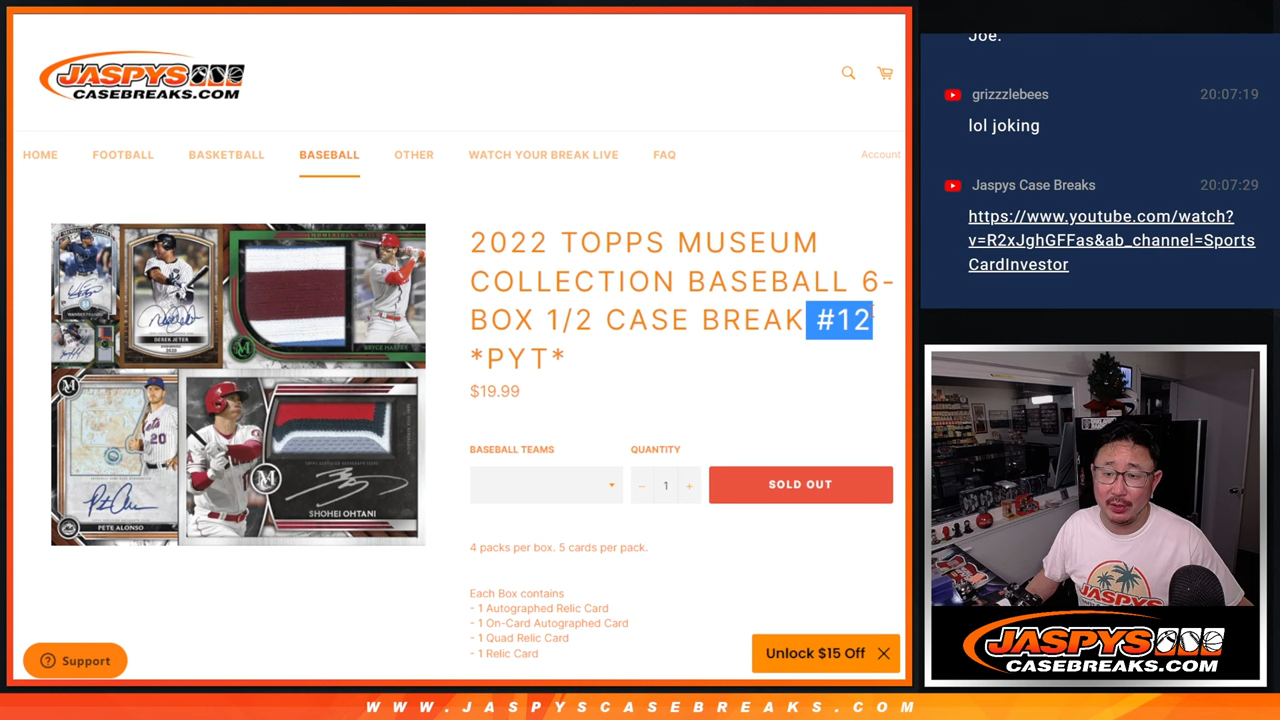 JASPYS
CASEBREAKS.COM
HOME FOOTBALL BASKETBALL BASEBALL OTHER WATCH YOUR BREAK LIVE FAQ Account
2022 TOPPS MUSEUM
COLLECTION BASEBALL 6-
BOX 1/2 CASE BREAK #12
*PYT*
$19.99
BASEBALL TEAMS QUANTITY
− 1 + SOLD OUT
4 packs per box. 5 cards per pack.
Each Box contains
- 1 Autographed Relic Card
- 1 On-Card Autographed Card
- 1 Quad Relic Card
- 1 Relic Card
DEREK JETER
BRYCE HARPER
Mets
20
PETE ALONSO
M
SHOHEI OHTANI
Support
Unlock $15 Off
Joe.
grizzzlebees 20:07:19
lol joking
Jaspys Case Breaks 20:07:29
https://www.youtube.com/watch?
v=R2xJghGFFas&ab_channel=Sports
CardInvestor
JASPYS
JASPYS
CASEBREAKS.COM
WWW.JASPYSCASEBREAKS.COM